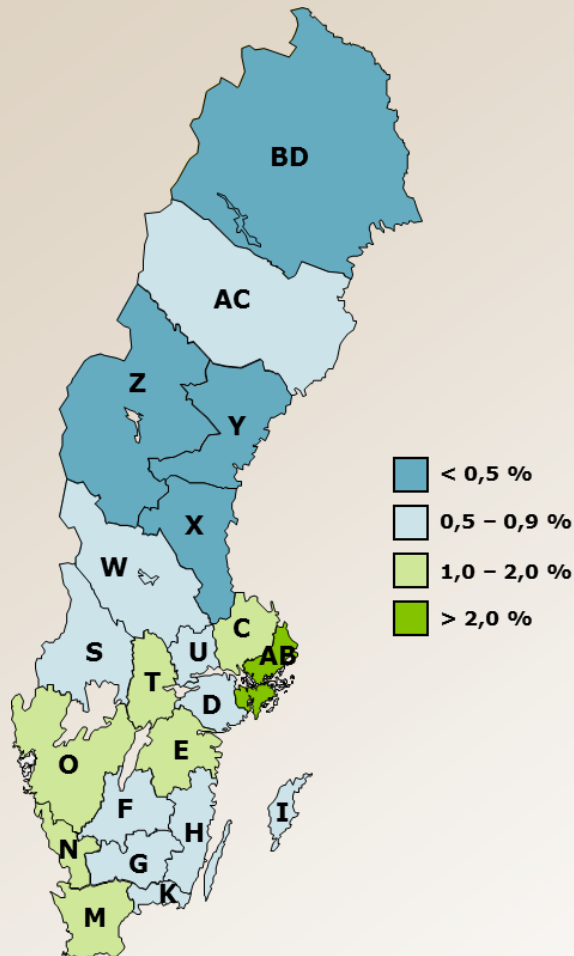 BD
AC
Z
Y
< 0,5 %
X
0,5 – 0,9 %
W
1,0 – 2,0 %
> 2,0 %
C
S
U
AB
T
D
E
O
F
I
H
N
G
K
M